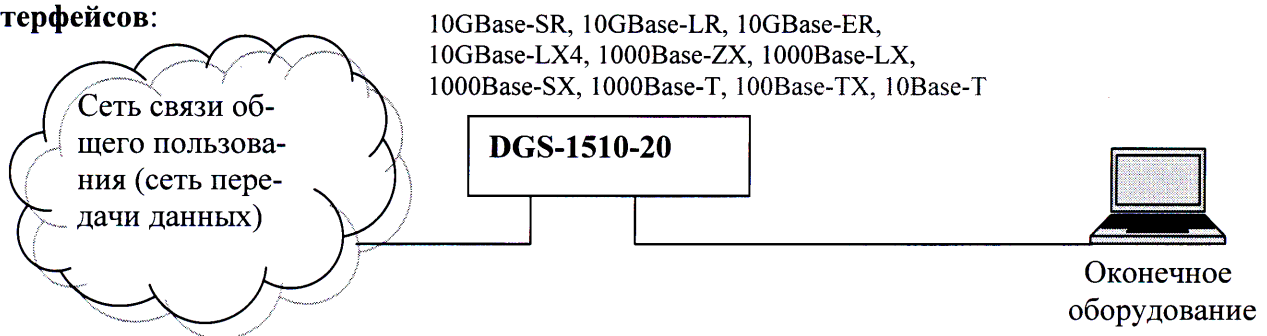 терфейсов:
10GBase-SR, 10GBase-LR, 10GBase-ER,
10GBase-LX4, 1000Base-ZX, 1000Base-LX,
1000Base-SX, 1000Base-T, 100Base-TX, 10Base-T
Сеть связи об-
щего пользова-
ния (сеть пере-
дачи данных)
DGS-1510-20
Оконечное
оборудование